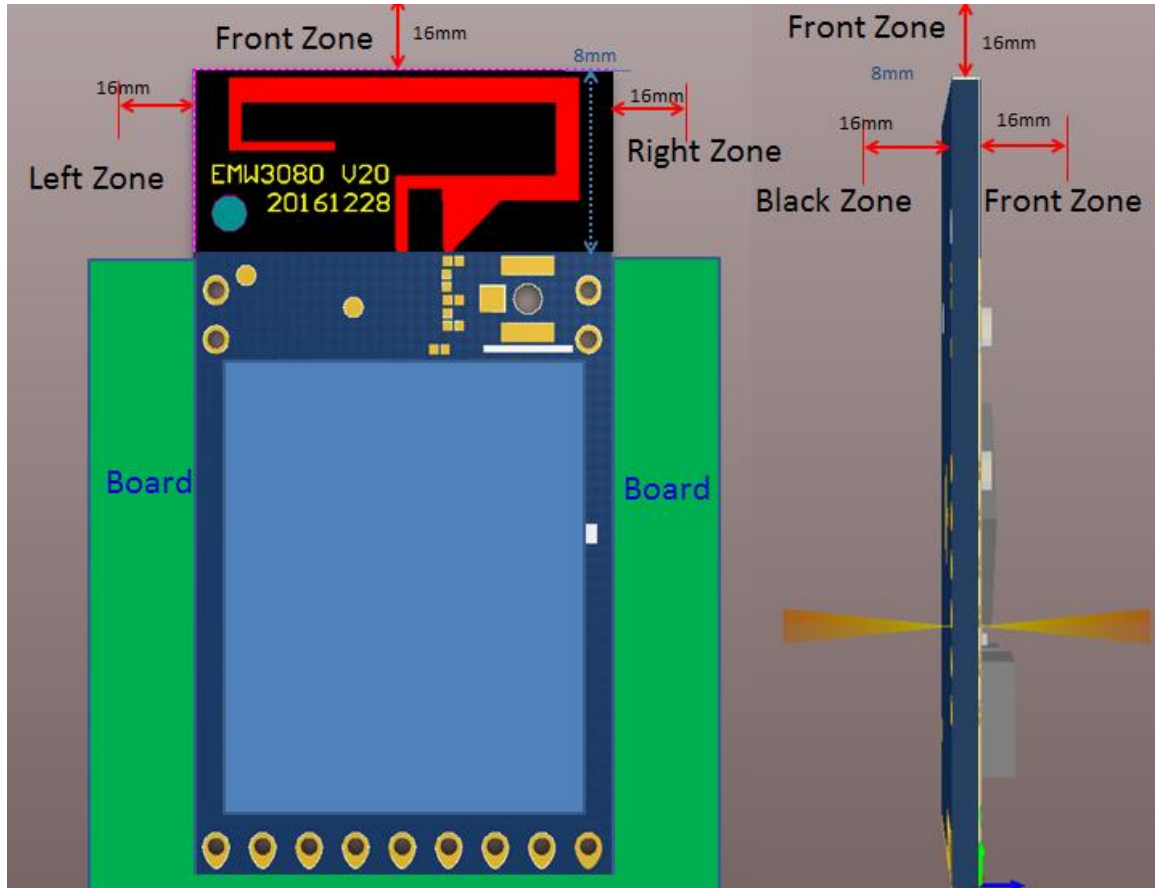 Front Zone
16mm
8mm
16mm
16mm
Left Zone
Right Zone
EMW3080 V20
20161228
Board
Board
Front Zone
16mm
8mm
16mm
16mm
Black Zone
Front Zone